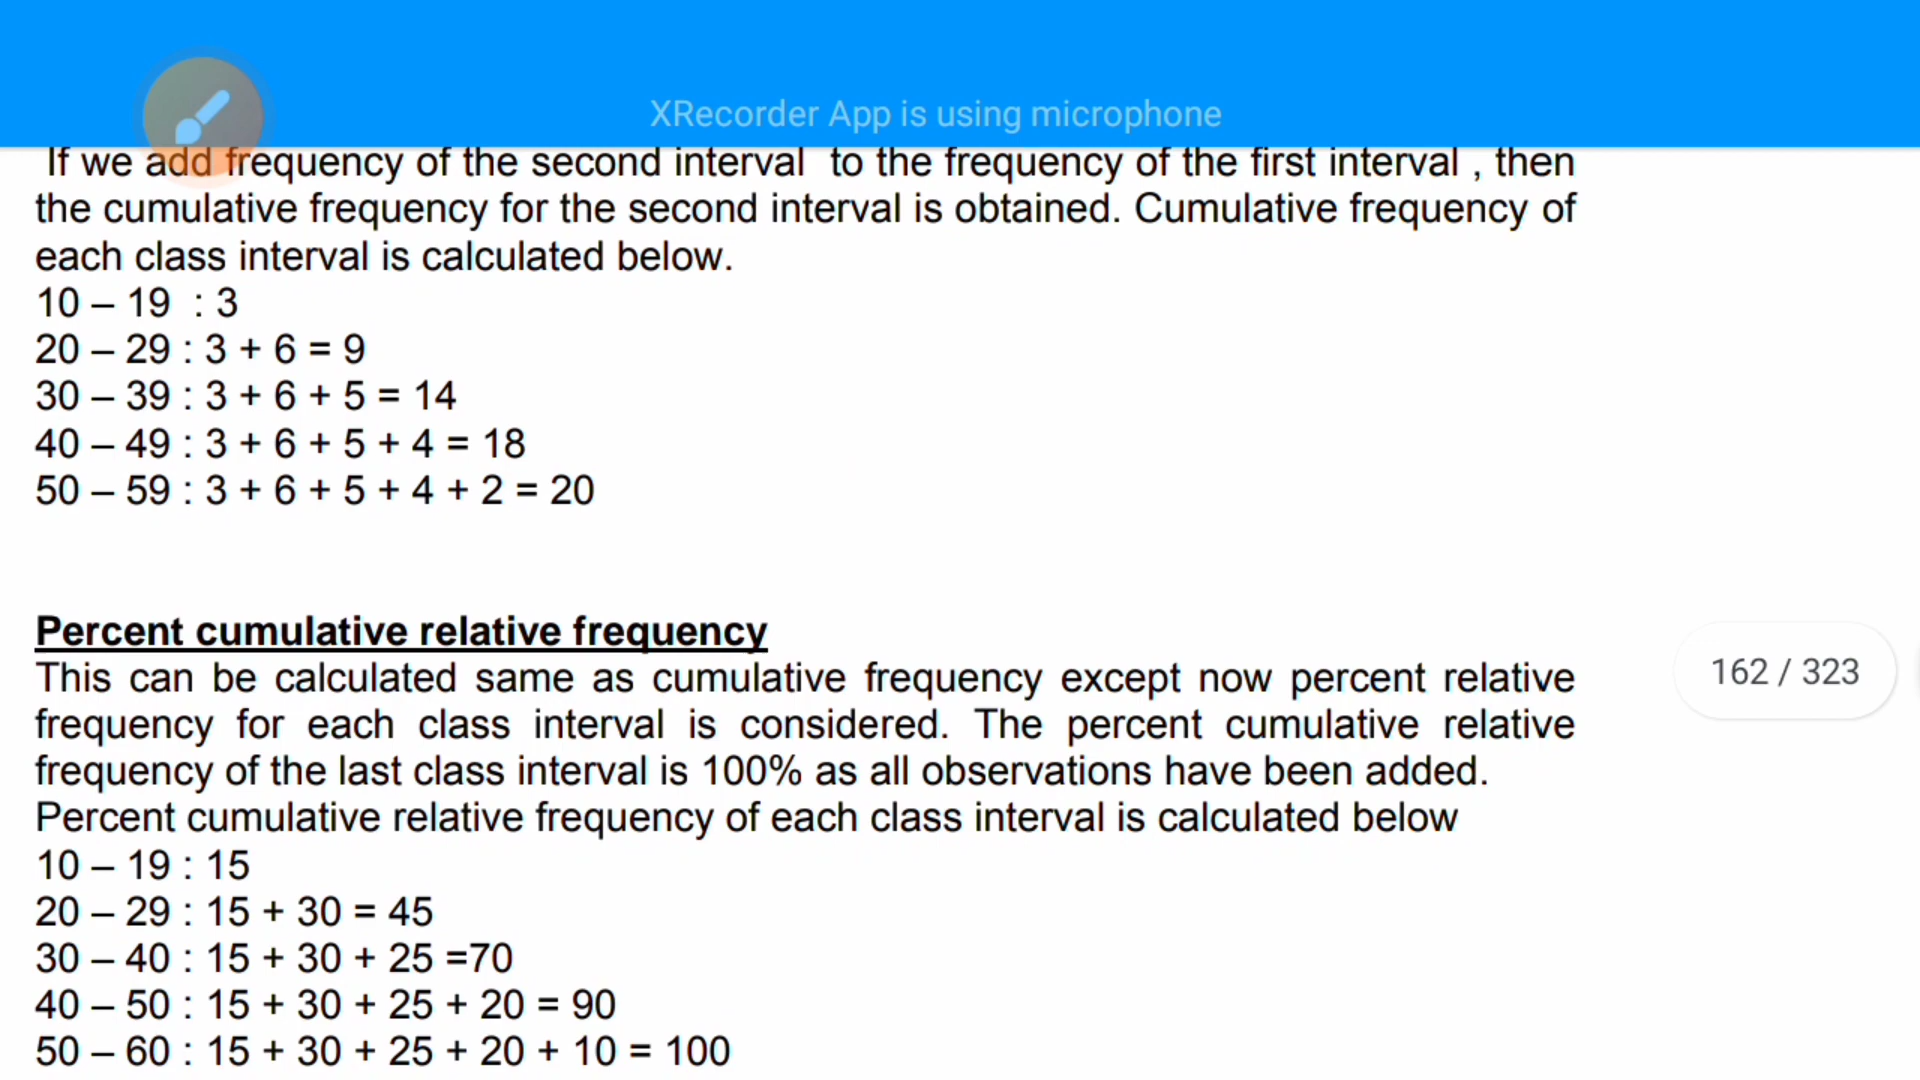 XRecorder App is using microphone
If we add frequency of the second interval to the frequency of the first interval , then
the cumulative frequency for the second interval is obtained. Cumulative frequency of
each class interval is calculated below.
10 – 19 : 3
20 – 29 : 3 + 6 = 9
30 – 39 : 3 + 6 + 5 = 14
40 – 49 : 3 + 6 + 5 + 4 = 18
50 – 59 : 3 + 6 + 5 + 4 + 2 = 20
Percent cumulative relative frequency
This can be calculated same as cumulative frequency except now percent relative
frequency for each class interval is considered. The percent cumulative relative
frequency of the last class interval is 100% as all observations have been added.
Percent cumulative relative frequency of each class interval is calculated below
10 – 19 : 15
20 – 29 : 15 + 30 = 45
30 – 40 : 15 + 30 + 25 =70
40 – 50 : 15 + 30 + 25 + 20 = 90
50 – 60 : 15 + 30 + 25 + 20 + 10 = 100
162 / 323